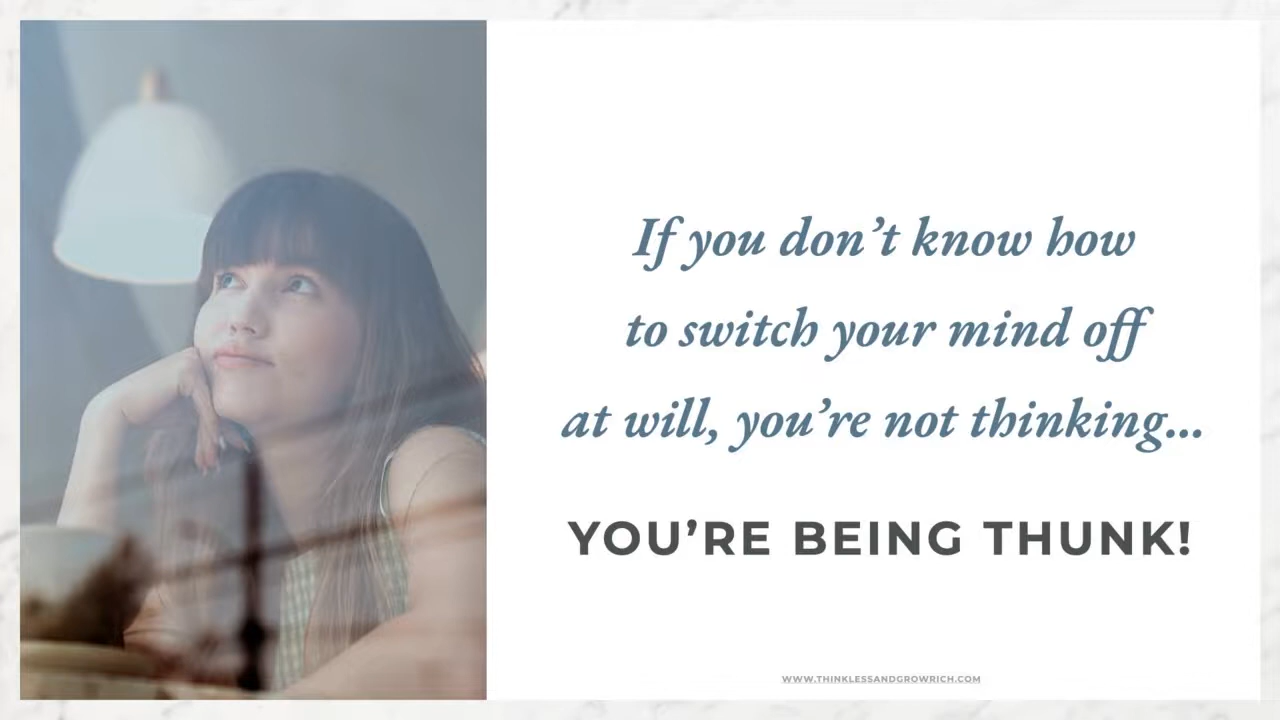 If you don’t know how
to switch your mind off
at will, you’re not thinking...
YOU’RE BEING THUNK!
WWW.THINKLESSANDGROWRICH.COM